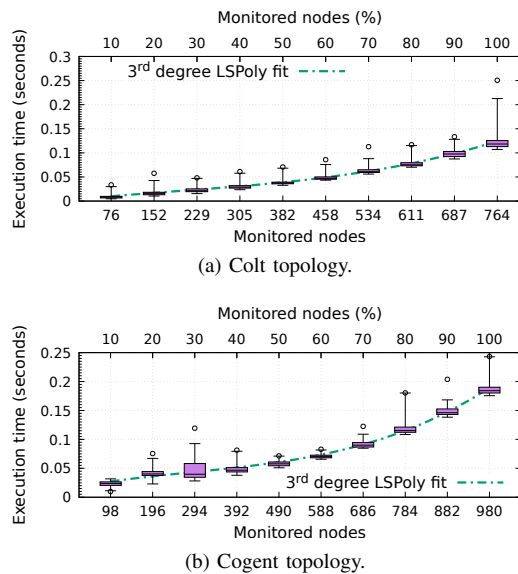 Monitored nodes (%)
10 20 30 40 50 60 70 80 90 100
Execution time (seconds)
0.3
0.25
0.2
0.15
0.1
0.05
0
3rd degree LSPoly fit
76 152 229 305 382 458 534 611 687 764
Monitored nodes
(a) Colt topology.
Monitored nodes (%)
10 20 30 40 50 60 70 80 90 100
Execution time (seconds)
0.25
0.2
0.15
0.1
0.05
0
3rd degree LSPoly fit
98 196 294 392 490 588 686 784 882 980
Monitored nodes
(b) Cogent topology.